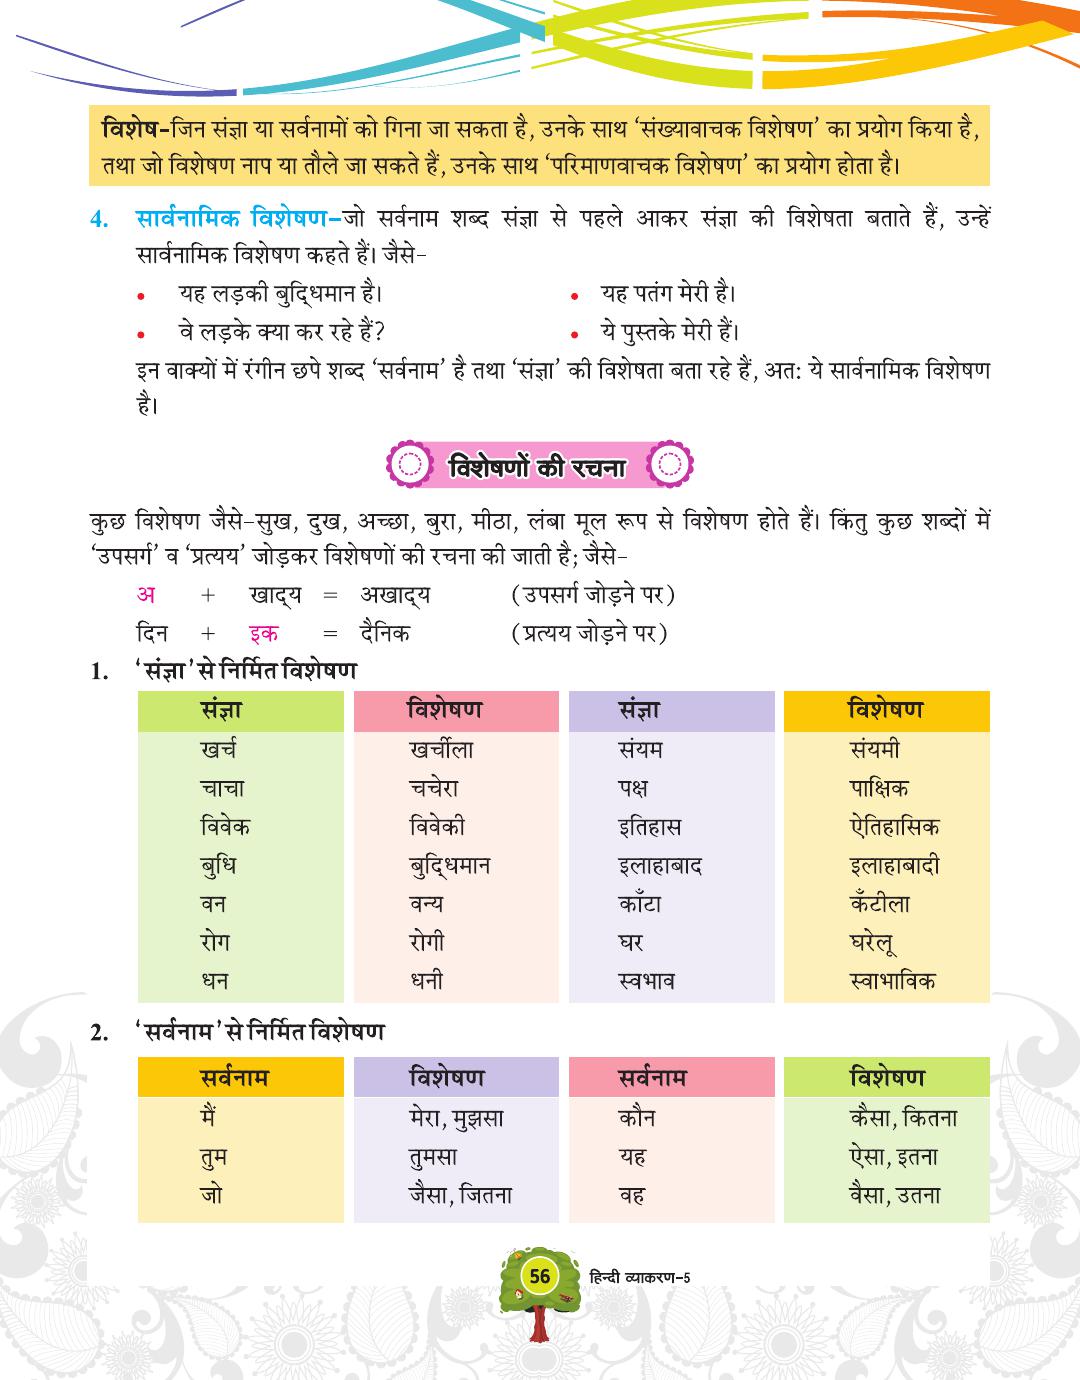 विशेष–जिन संज्ञा या सर्वनामों को गिना जा सकता है, उनके साथ ‘संख्यावाचक विशेषण’ का प्रयोग किया है,
तथा जो विशेषण नाप या तौले जा सकते हैं, उनके साथ ‘परिमाणवाचक विशेषण’ का प्रयोग होता है।
4. सार्वनामिक विशेषण–जो सर्वनाम शब्द संज्ञा से पहले आकर संज्ञा की विशेषता बताते हैं, उन्हें
सार्वनामिक विशेषण कहते हैं। जैसे–
• यह लड़की बुद्‌धिमान है। • यह पतंग मेरी है।
• वे लड़के क्या कर रहे हैं? • ये पुस्तके मेरी हैं।
इन वाक्यों में रंगीन छपे शब्द ‘सर्वनाम’ है तथा ‘संज्ञा’ की विशेषता बता रहे हैं, अत: ये सार्वनामिक विशेषण
है।
विशेषणों की रचना
कुछ विशेषण जैसे–सुख, दुख, अच्छा, बुरा, मीठा, लंबा मूल रूप से विशेषण होते हैं। किंतु कुछ शब्दों में
‘उपसर्ग’ व ‘प्रत्यय’ जोड़कर विशेषणों की रचना की जाती है; जैसे–
अ + खाद्‌य = अखाद्‌य (उपसर्ग जोड़ने पर)
दिन + इक = दैनिक (प्रत्यय जोड़ने पर)
1. ‘संज्ञा’ से निर्मित विशेषण
संज्ञा विशेषण संज्ञा विशेषण
खर्च खर्चीला संयम संयमी
चाचा चचेरा पक्ष पाक्षिक
विवेक विवेकी इतिहास ऐतिहासिक
बुधि बुद्‌धिमान इलाहाबाद इलाहाबादी
वन वन्य काँटा कँटीला
रोग रोगी घर घरेलू
धन धनी स्वभाव स्वाभाविक
2. ‘सर्वनाम’ से निर्मित विशेषण
सर्वनाम विशेषण सर्वनाम विशेषण
मैं मेरा, मुझसा कौन कैसा, कितना
तुम तुमसा यह ऐसा, इतना
जो जैसा, जितना वह वैसा, उतना
56 हिन्दी व्याकरण–5